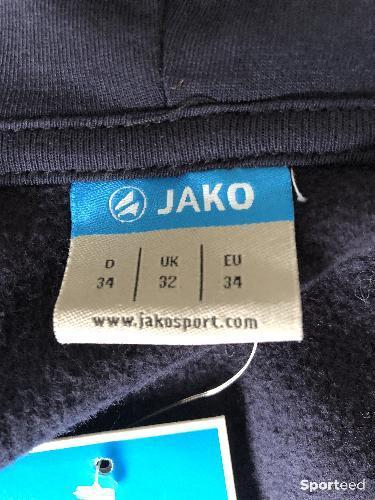 JAKO
D UK EU
34 32 34
www.jakosport.com
Sporteed